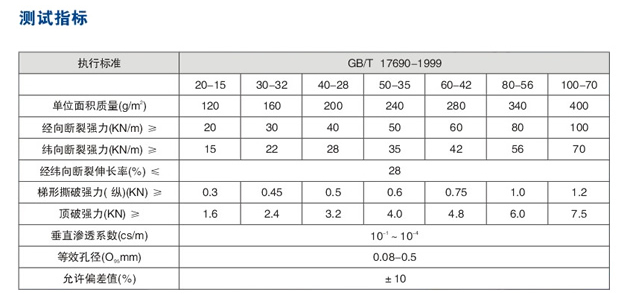 测试指标
执行标准 GB/T 17690-1999
20-15 30-32 40-28 50-35 60-42 80-56 100-70
单位面积质量(g/m²) 120 160 200 240 280 340 400
经向断裂强力(KN/m) ≥ 20 30 40 50 60 80 100
纬向断裂强力(KN/m) ≥ 15 22 28 35 42 56 70
经纬向断裂伸长率(%) ≤ 28
梯形撕破强力( 纵)(KN) ≥ 0.3 0.45 0.5 0.6 0.75 1.0 1.2
顶破强力(KN) ≥ 1.6 2.4 3.2 4.0 4.8 6.0 7.5
垂直渗透系数(cs/m) 10⁻¹ ~ 10⁻⁴
等效孔径(O₉₅mm) 0.08-0.5
允许偏差值(%) ± 10